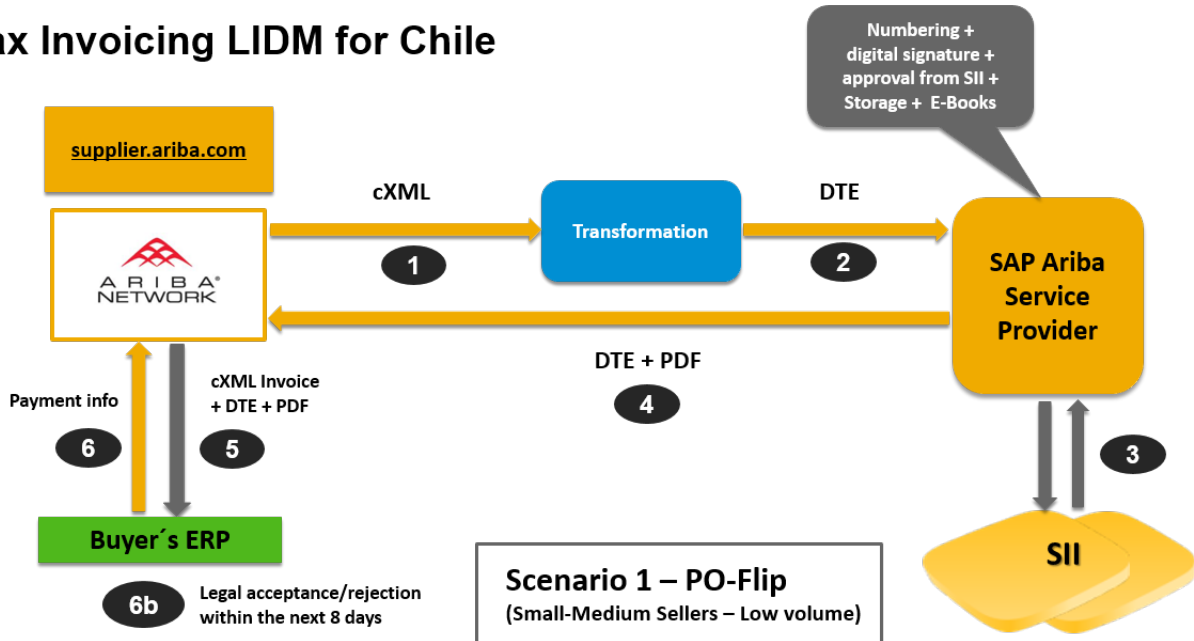 ax Invoicing LIDM for Chile
Numbering +
digital signature +
approval from SII +
Storage + E-Books
supplier.ariba.com
cXML
DTE
Transformation
1
2
ARIBA®
NETWORK
SAP Ariba
Service
Provider
DTE + PDF
4
Payment info
cXML Invoice
+ DTE + PDF
6
5
3
Buyer´s ERP
SII
6b
Legal acceptance/rejection
within the next 8 days
Scenario 1 – PO-Flip
(Small-Medium Sellers – Low volume)